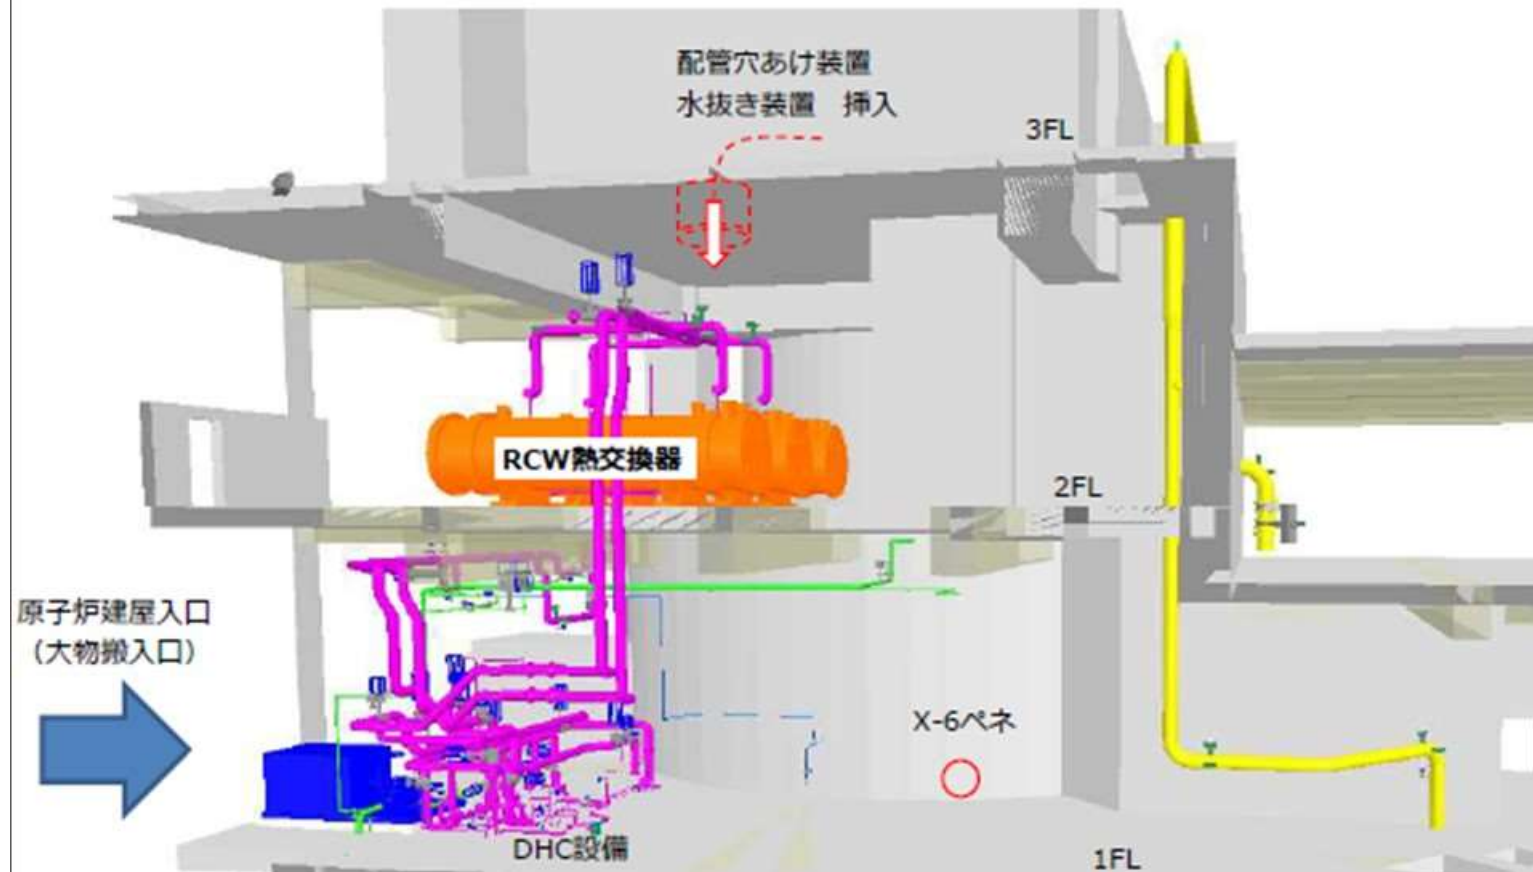 配管穴あけ装置
水抜き装置　挿入
3FL
RCW熱交換器
2FL
原子炉建屋入口
（大物搬入口）
X-6ペネ
DHC設備
1FL